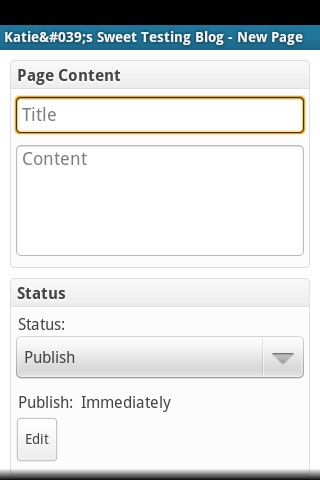 Katie&#039;s Sweet Testing Blog - New Page
Page Content
Title
Content
Status
Status:
Publish
Publish: Immediately
Edit